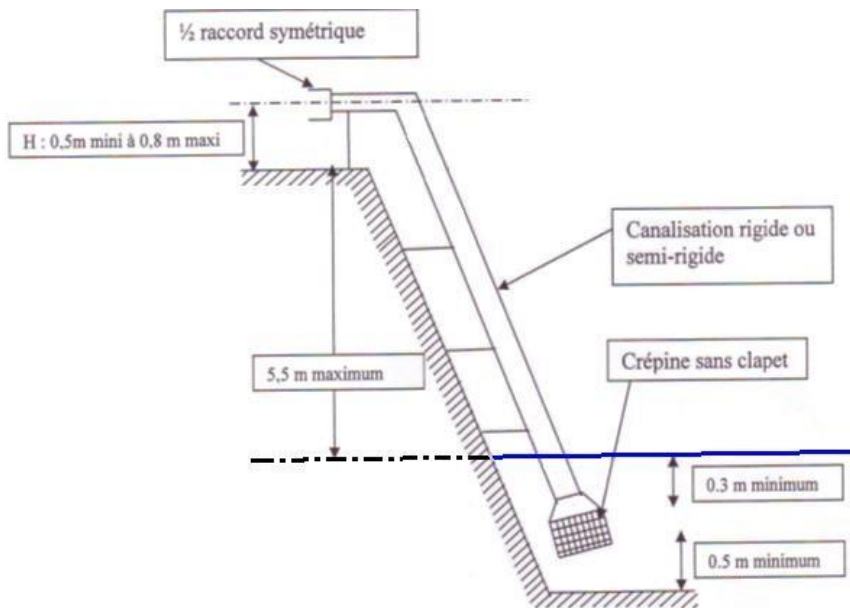 ½ raccord symétrique
H : 0,5m mini à 0,8 m maxi
Canalisation rigide ou
semi-rigide
5,5 m maximum
Crépine sans clapet
0.3 m minimum
0.5 m minimum